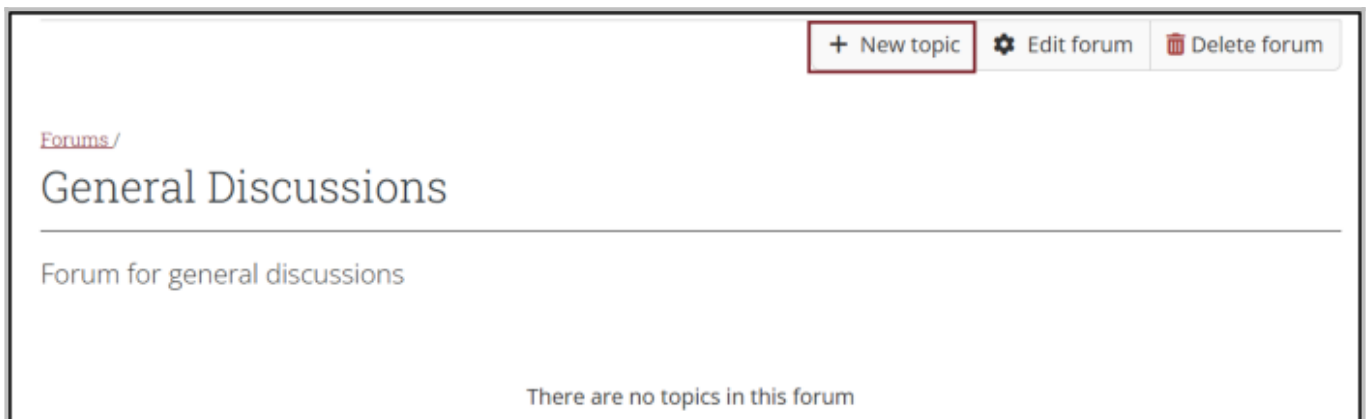 + New topic Edit forum Delete forum
Forums /
General Discussions
Forum for general discussions
There are no topics in this forum